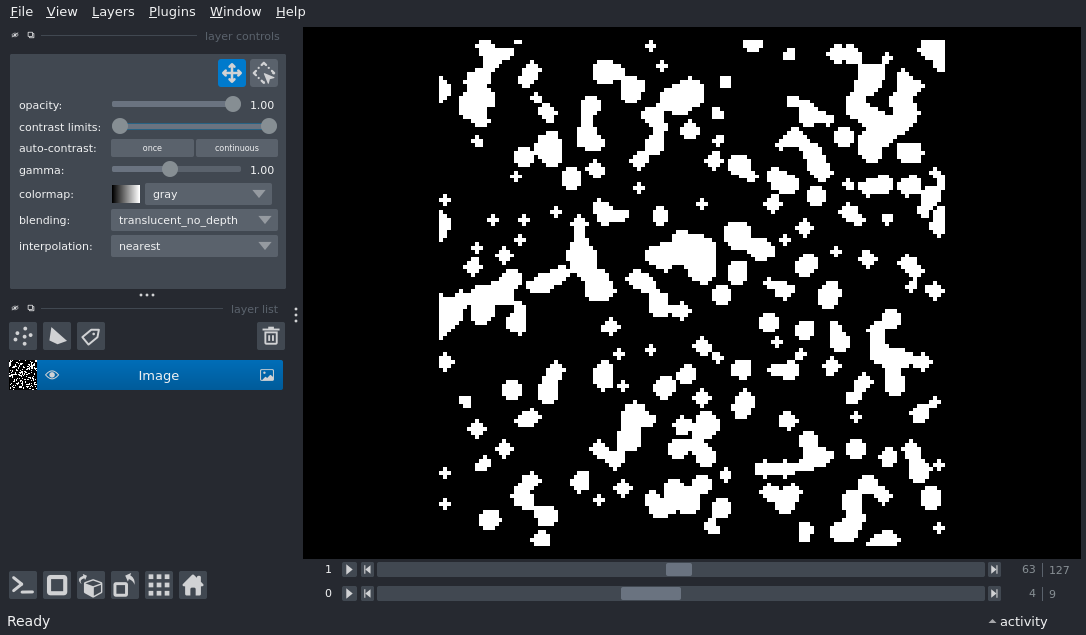 File View Layers Plugins Window Help
layer controls
opacity: 1.00
contrast limits:
auto-contrast: once continuous
gamma: 1.00
colormap: gray
blending: translucent_no_depth
interpolation: nearest
layer list
Image
1 63 127
0 4 9
Ready activity